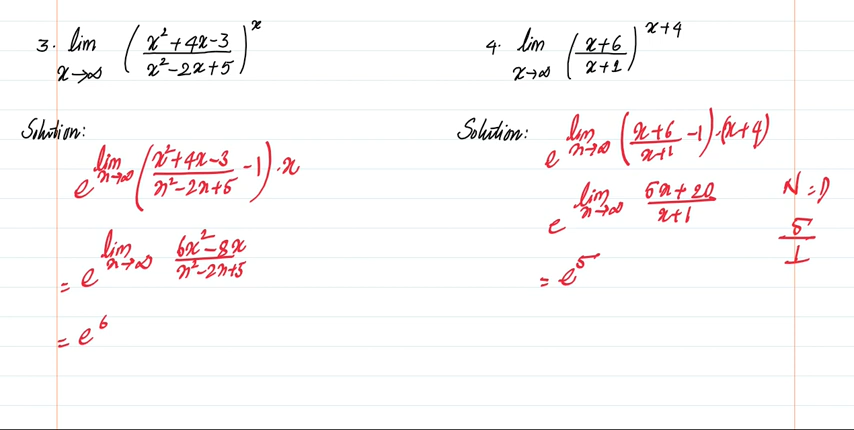 3. lim x→∞ ( x²+4x-3 / x²-2x+5 )^x
Solution:
e^ lim x→∞ ( x²+4x-3 / x²-2x+5 -1 ) · x
= e^ lim x→∞ 6x²-8x / x²-2x+5
= e^6
4. lim x→∞ ( x+6 / x+1 )^x+4
Solution:
e^ lim x→∞ ( x+6 / x+1 -1 ) · (x+4)
e^ lim x→∞ 5x+20 / x+1
N = D
5 / 1
= e^5